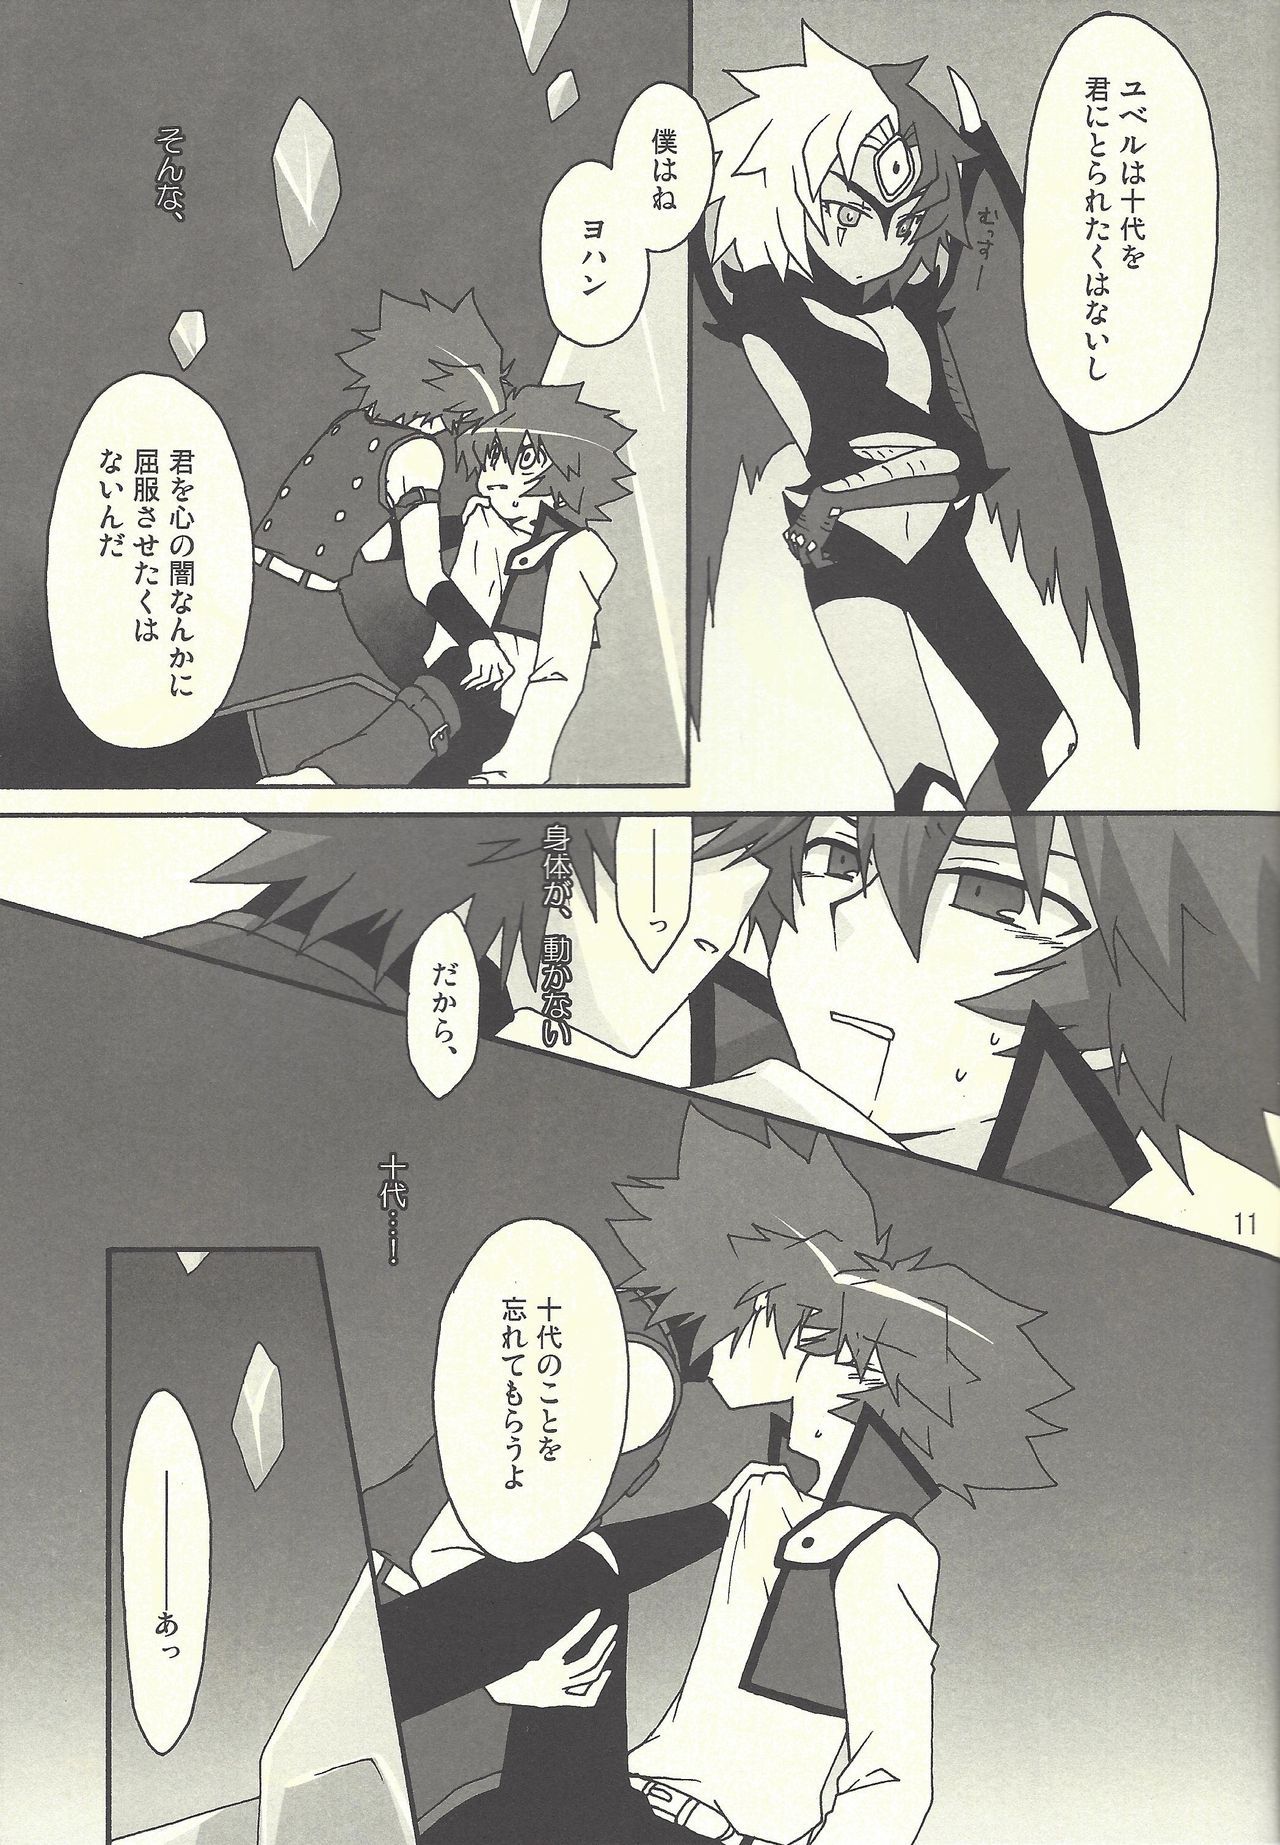 ユベルは十代を
君にとられたくはないし
むっすー
僕はね
ヨハン
そんな、
君を心の闇なんかに
屈服させたくは
ないんだ
──っ
身体が、動かない
だから、
十代…!
十代のことを
忘れてもらうよ
───あっ
11